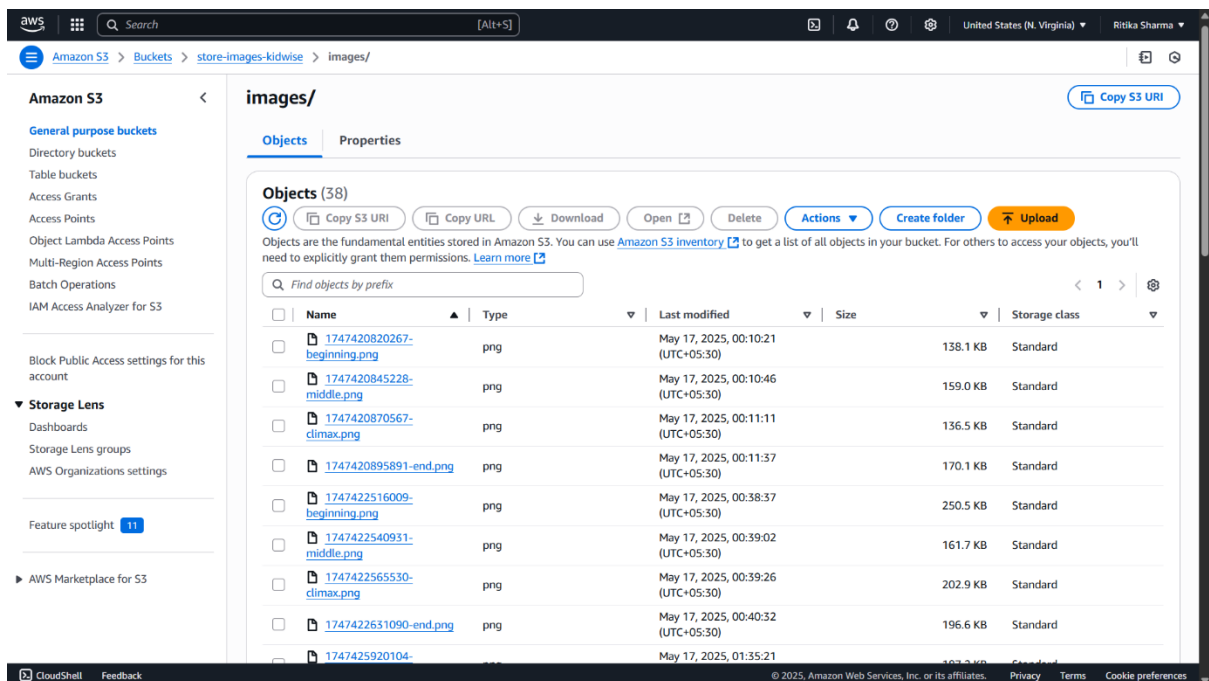 aws
Search [Alt+S] United States (N. Virginia) Ritika Sharma
Amazon S3 > Buckets > store-images-kidwise > images/
Amazon S3
General purpose buckets
Directory buckets
Table buckets
Access Grants
Access Points
Object Lambda Access Points
Multi-Region Access Points
Batch Operations
IAM Access Analyzer for S3
Block Public Access settings for this
account
Storage Lens
Dashboards
Storage Lens groups
AWS Organizations settings
Feature spotlight 11
AWS Marketplace for S3
images/
Copy S3 URI
Objects Properties
Objects (38)
Copy S3 URI Copy URL Download Open Delete Actions Create folder Upload
Objects are the fundamental entities stored in Amazon S3. You can use Amazon S3 inventory to get a list of all objects in your bucket. For others to access your objects, you'll
need to explicitly grant them permissions. Learn more
Find objects by prefix
< 1 >
Name Type Last modified Size Storage class
1747420820267-
beginning.png
png
May 17, 2025, 00:10:21
(UTC+05:30)
138.1 KB
Standard
1747420845228-
middle.png
png
May 17, 2025, 00:10:46
(UTC+05:30)
159.0 KB
Standard
1747420870567-
climax.png
png
May 17, 2025, 00:11:11
(UTC+05:30)
136.5 KB
Standard
1747420895891-end.png
png
May 17, 2025, 00:11:37
(UTC+05:30)
170.1 KB
Standard
1747422516009-
beginning.png
png
May 17, 2025, 00:38:37
(UTC+05:30)
250.5 KB
Standard
1747422540931-
middle.png
png
May 17, 2025, 00:39:02
(UTC+05:30)
161.7 KB
Standard
1747422565530-
climax.png
png
May 17, 2025, 00:39:26
(UTC+05:30)
202.9 KB
Standard
1747422631090-end.png
png
May 17, 2025, 00:40:32
(UTC+05:30)
196.6 KB
Standard
1747425920104-
May 17, 2025, 01:35:21
CloudShell Feedback
© 2025, Amazon Web Services, Inc. or its affiliates. Privacy Terms Cookie preferences